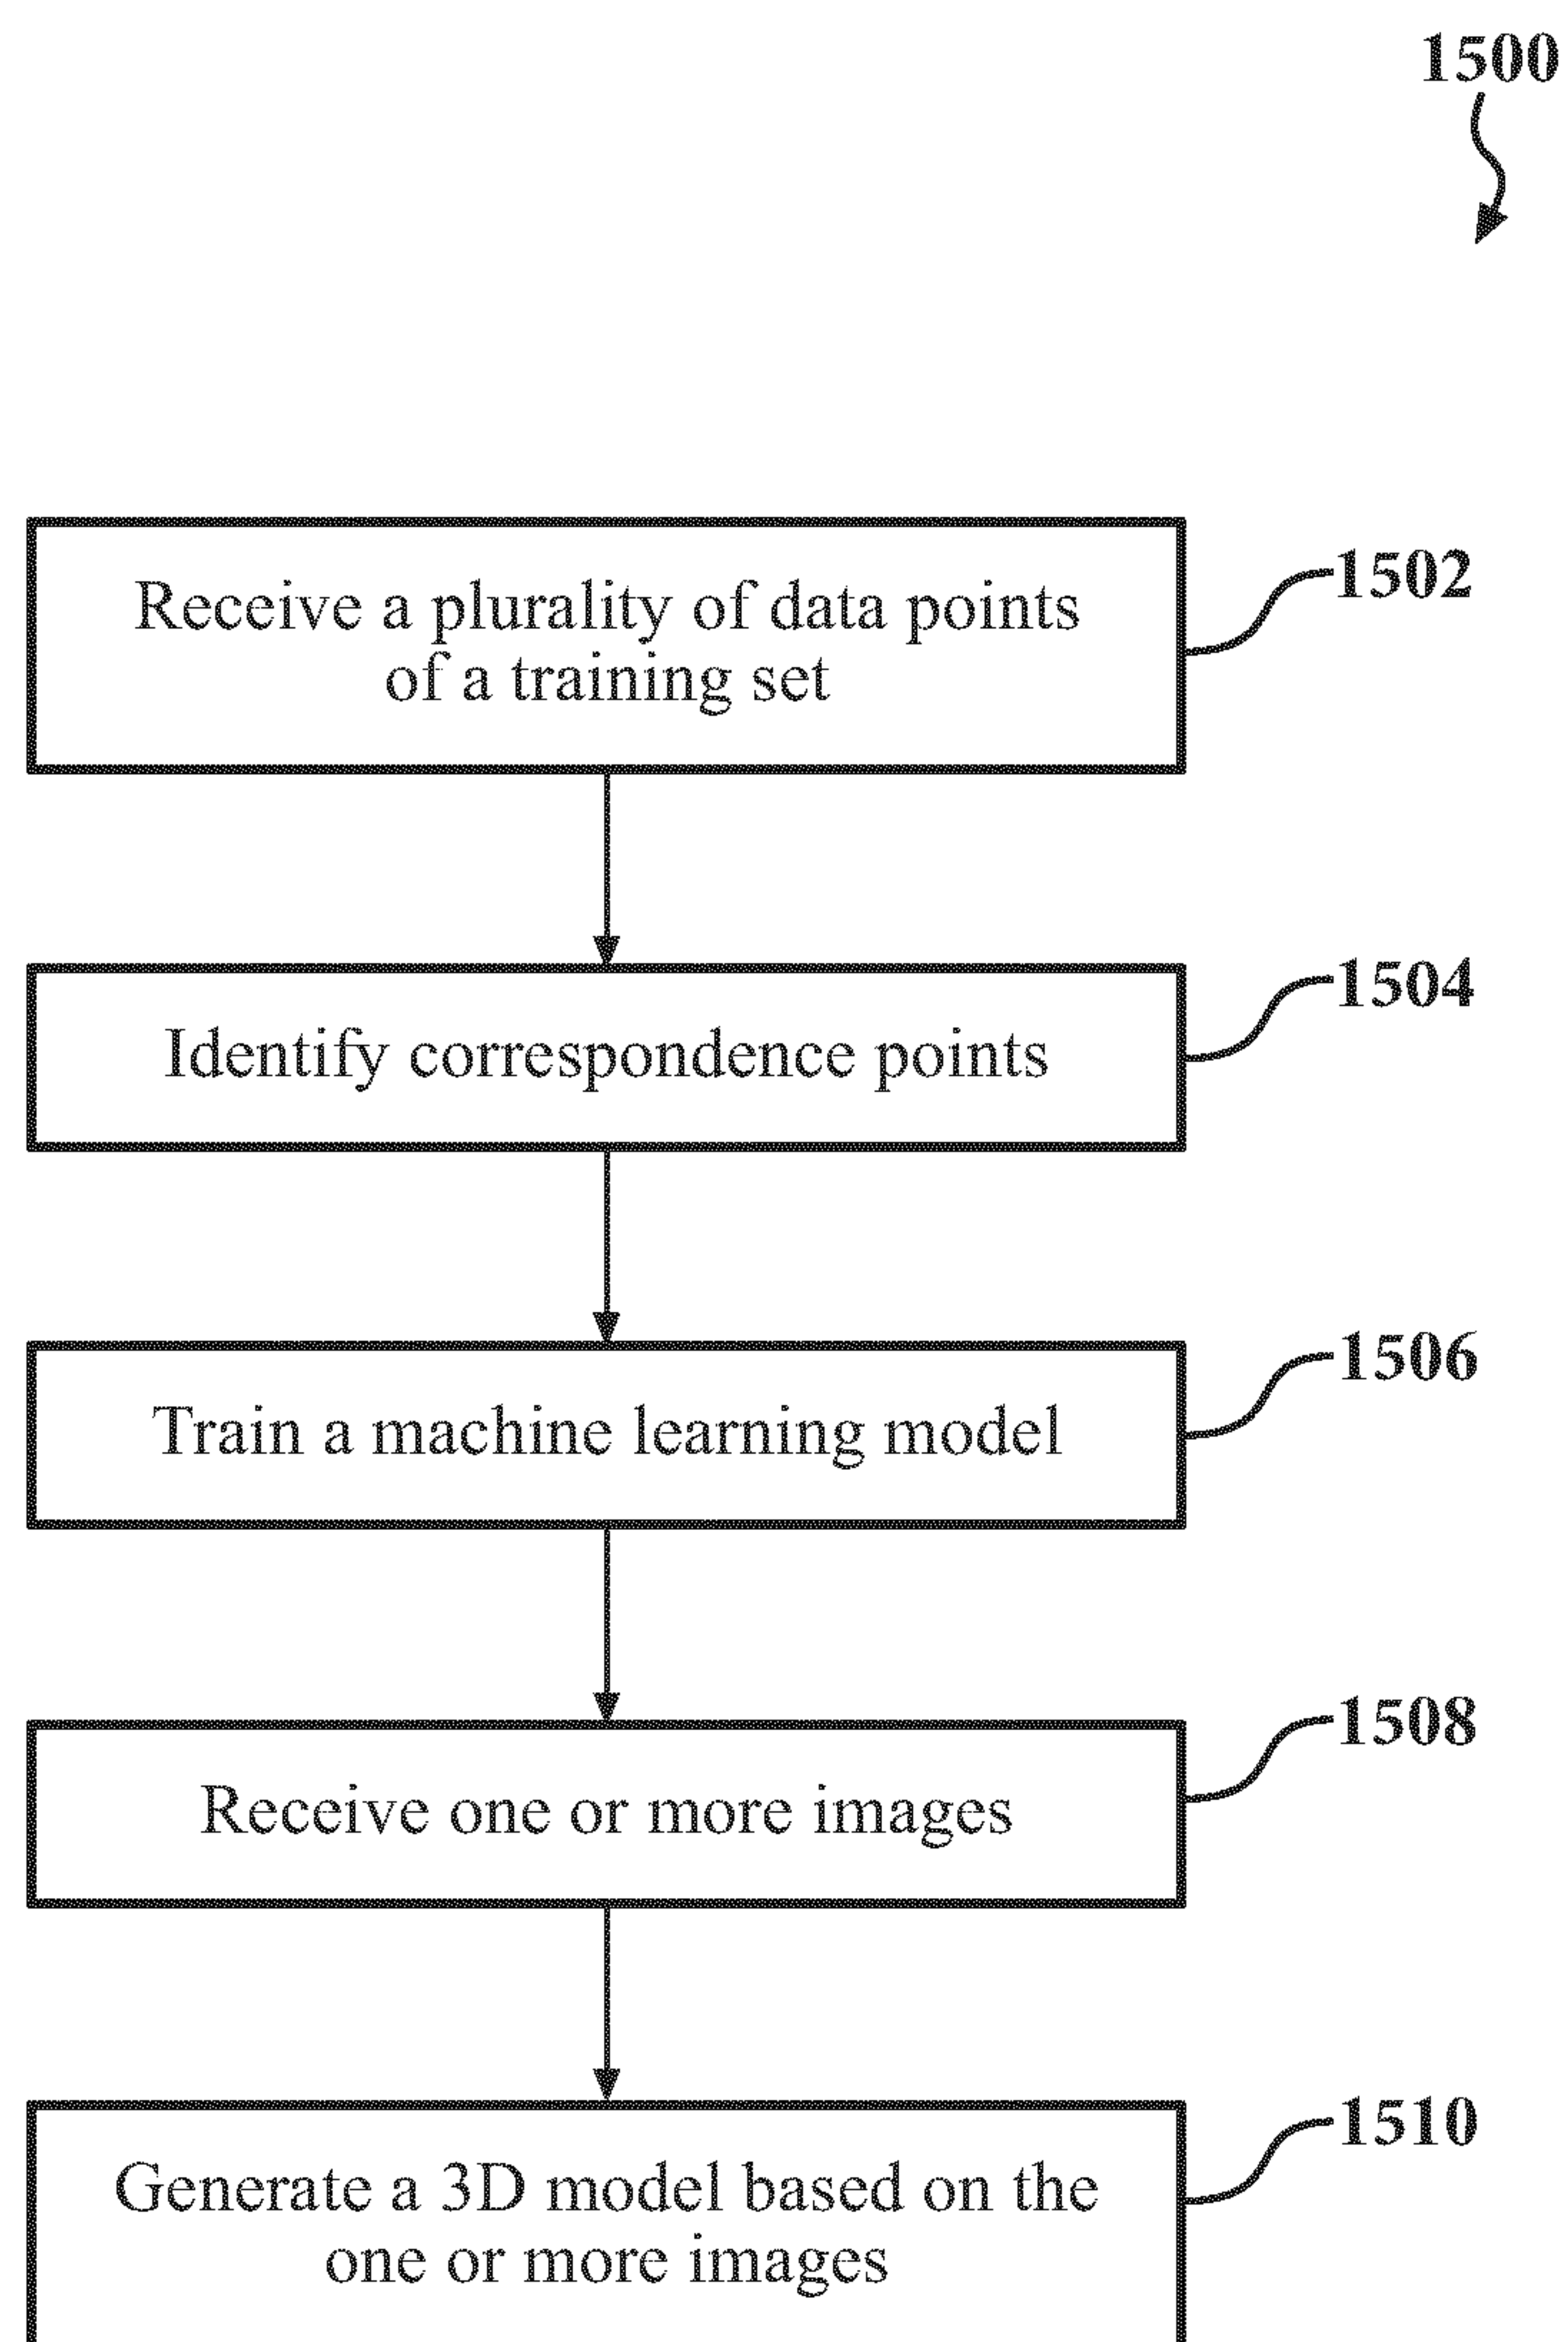 1500
Receive a plurality of data points
of a training set
1502
Identify correspondence points
1504
Train a machine learning model
1506
Receive one or more images
1508
Generate a 3D model based on the
one or more images
1510